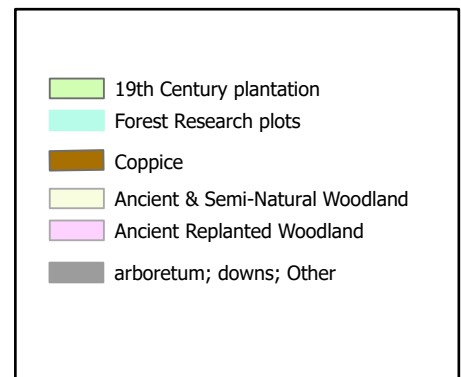 19th Century plantation
Forest Research plots
Coppice
Ancient & Semi-Natural Woodland
Ancient Replanted Woodland
arboretum; downs; Other